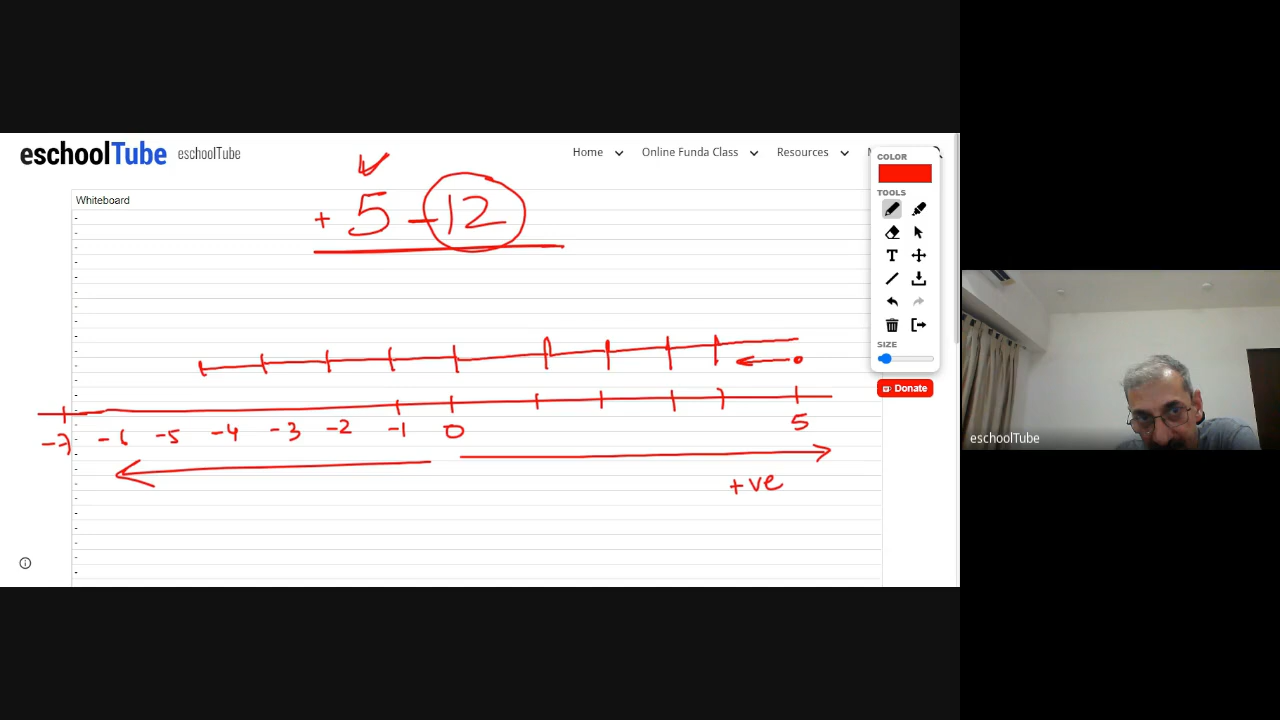 eschoolTube eschoolTube Home Online Funda Class Resources
COLOR
TOOLS
T
SIZE
Donate
Whiteboard
+ 5 - 12
-7 -6 -5 -4 -3 -2 -1 0 5
+ve
eschoolTube